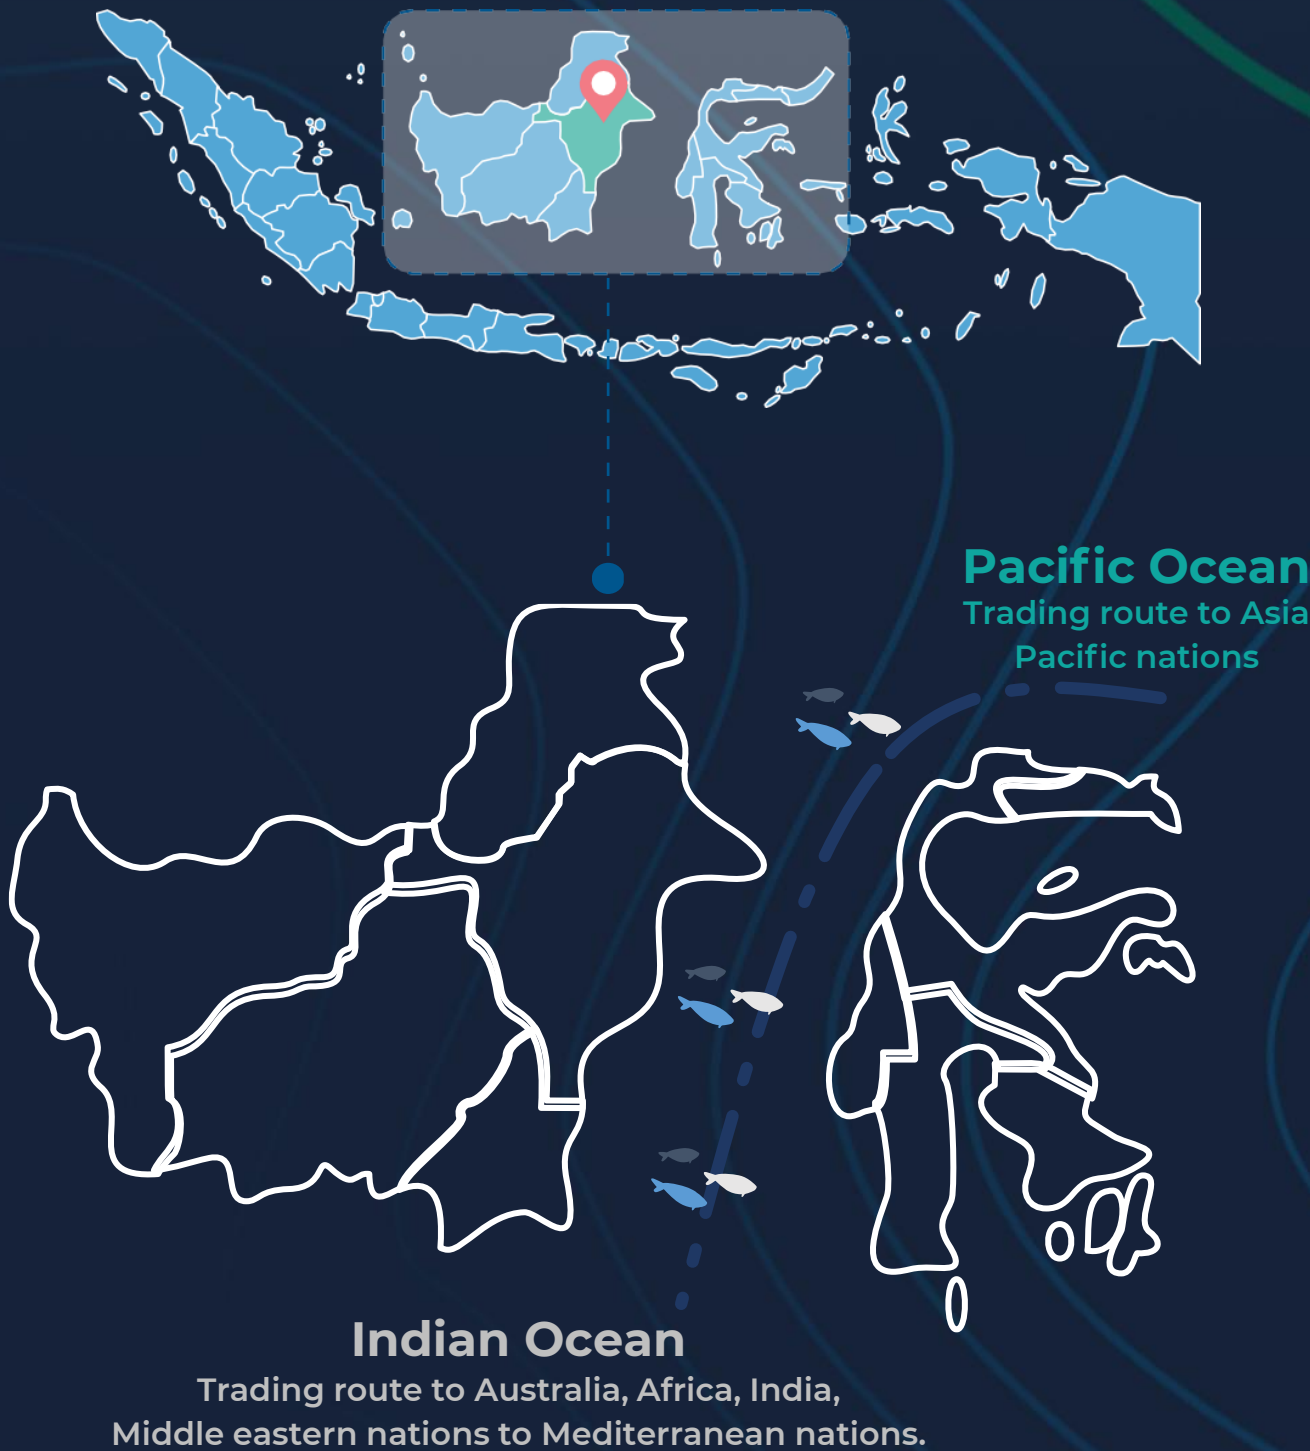 Pacific Ocean
Trading route to Asia
Pacific nations
Indian Ocean
Trading route to Australia, Africa, India,
Middle eastern nations to Mediterranean nations.